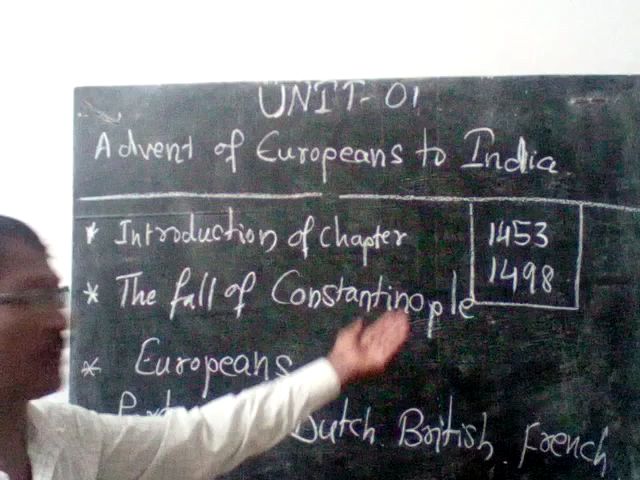 UNIT-01
Advent of Europeans to India
* Introduction of chapter
1453
* The fall of Constantinople
1498
* Europeans
Dutch. British. French